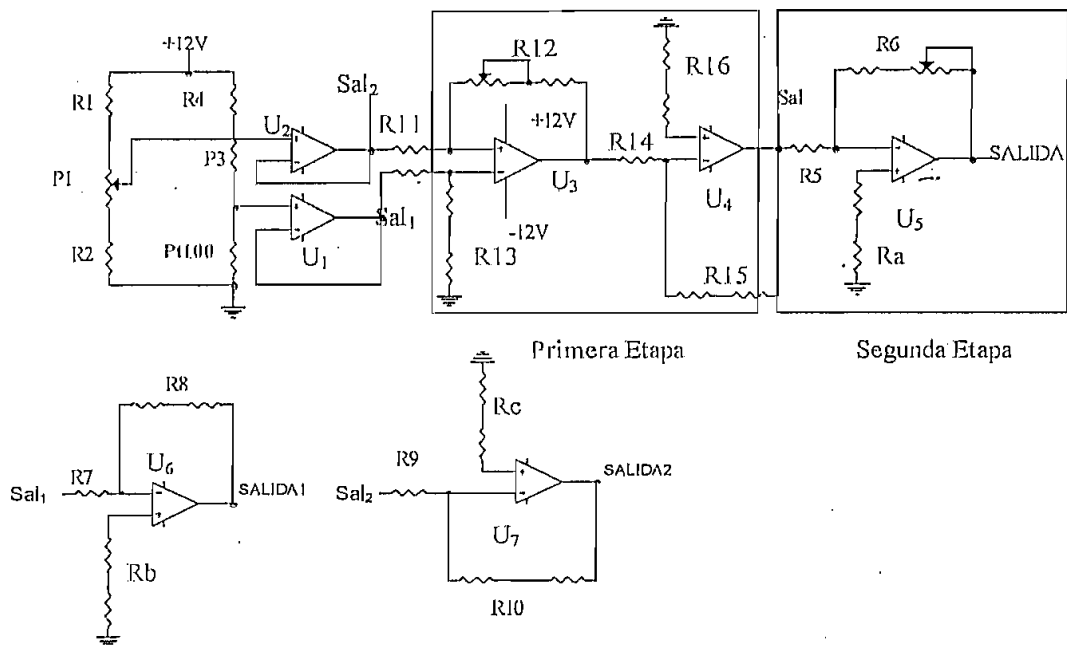 +12V
R1
R4
P1
P3
R2
Pt100
U2
U1
Sal2
Sal1
R11
R12
R13
+12V
-12V
U3
R14
R16
U4
R15
Sal
R5
R6
U5
Ra
SALIDA
Primera Etapa
Segunda Etapa
R8
R7
U6
Sal1
SALIDA1
Rb
Rc
R9
Sal2
SALIDA2
U7
R10